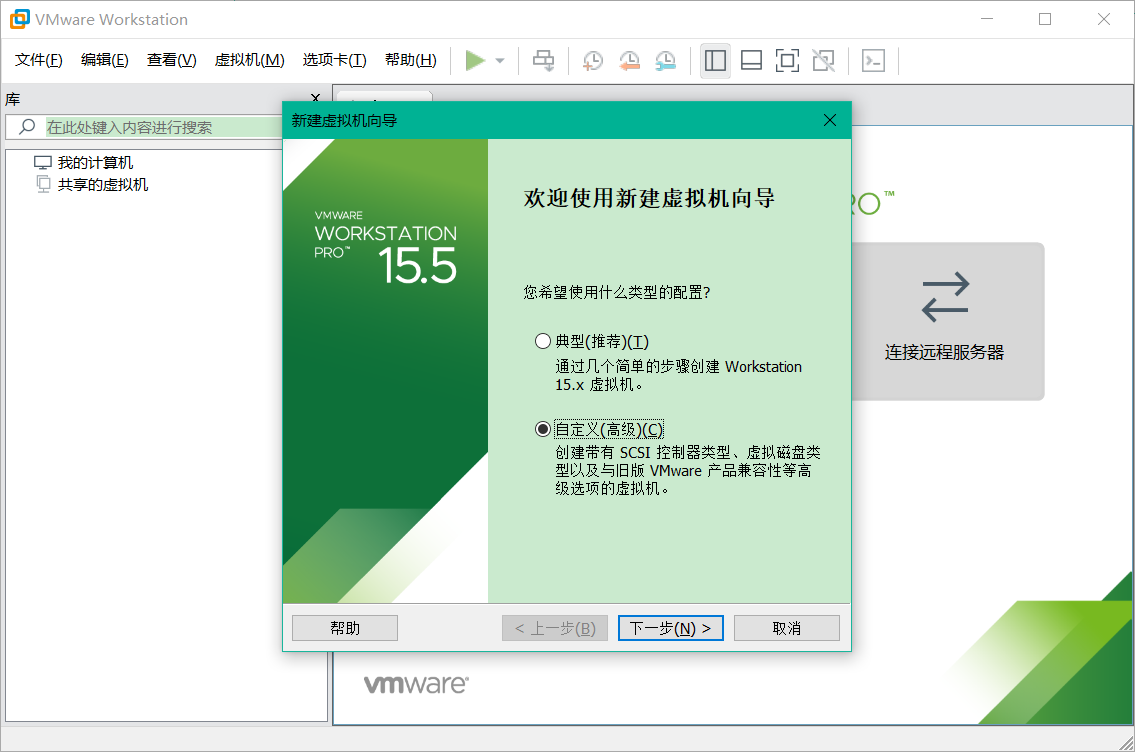 VMware Workstation
文件(F) 编辑(E) 查看(V) 虚拟机(M) 选项卡(T) 帮助(H)
库
在此处键入内容进行搜索
我的计算机
共享的虚拟机
新建虚拟机向导
VMWARE
WORKSTATION
PRO™ 15.5
欢迎使用新建虚拟机向导
您希望使用什么类型的配置?
典型(推荐)(T)
通过几个简单的步骤创建 Workstation
15.x 虚拟机。
自定义(高级)(C)
创建带有 SCSI 控制器类型、虚拟磁盘类
型以及与旧版 VMware 产品兼容性等高
级选项的虚拟机。
帮助
< 上一步(B)
下一步(N) >
取消
RO™
连接远程服务器
vmware®